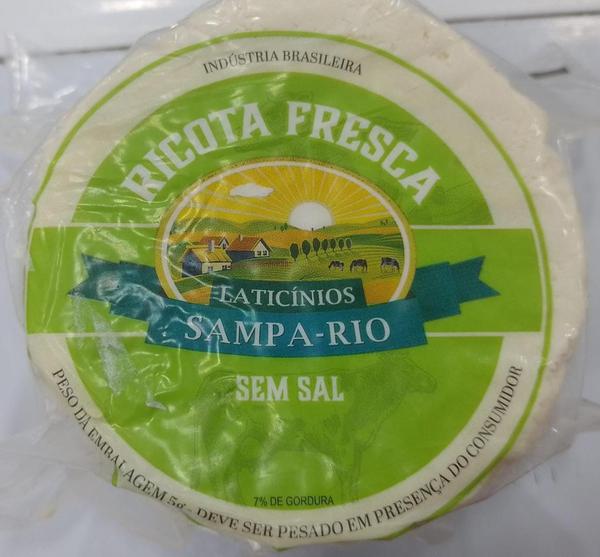 INDÚSTRIA BRASILEIRA
RICOTA FRESCA
LATICÍNIOS
SAMPA-RIO
SEM SAL
7% DE GORDURA
PESO DA EMBALAGEM 5g - DEVE SER PESADO EM PRESENÇA DO CONSUMIDOR